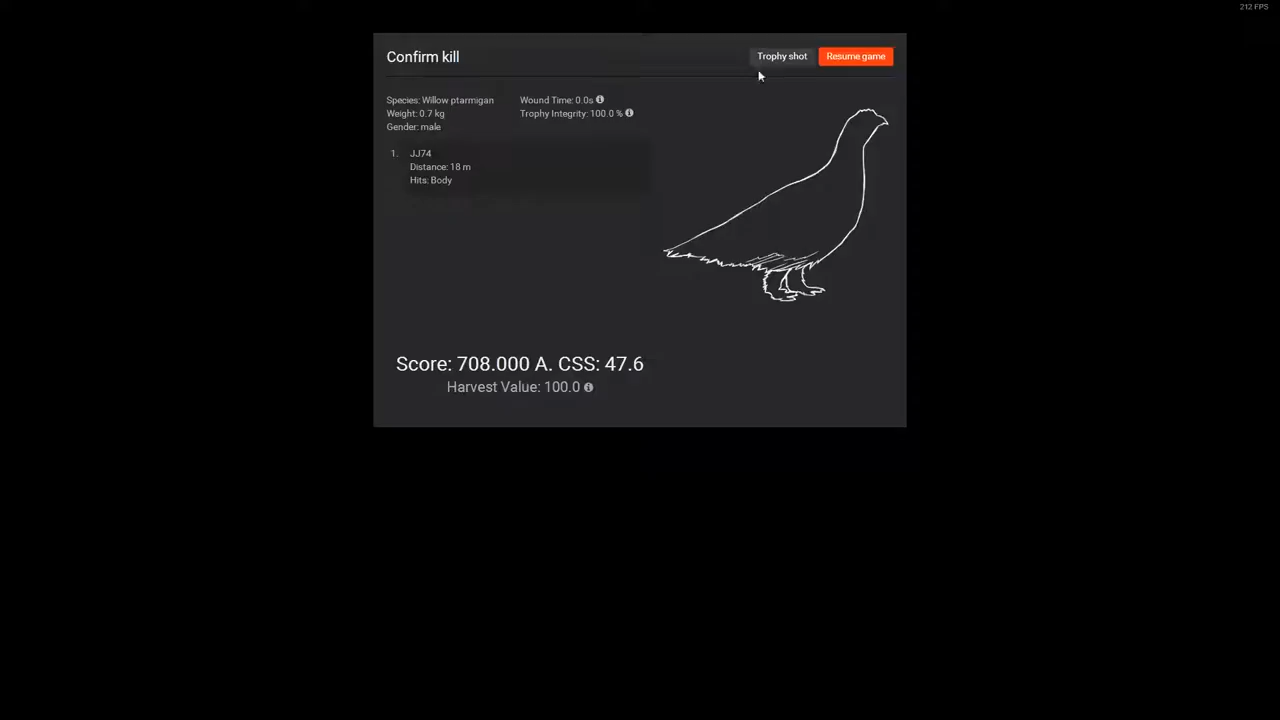 212 FPS
Confirm kill
Trophy shot
Resume game
Species: Willow ptarmigan
Weight: 0.7 kg
Gender: male
Wound Time: 0.0s
Trophy Integrity: 100.0 %
1. JJ74
Distance: 18 m
Hits: Body
Score: 708.000 A. CSS: 47.6
Harvest Value: 100.0